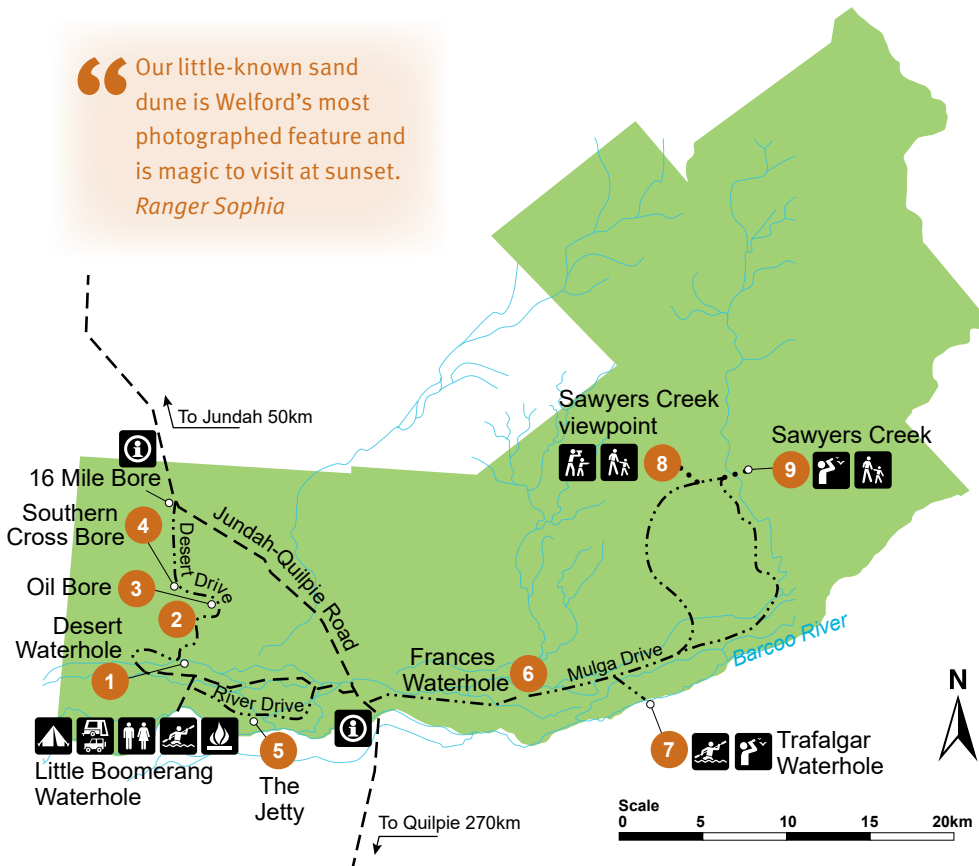 “
Our little-known sand
dune is Welford’s most
photographed feature and
is magic to visit at sunset.
Ranger Sophia
To Jundah 50km
16 Mile Bore
Southern
Cross Bore
4
Desert
Drive
Jundah-Quilpie Road
Oil Bore
3
2
Desert
Waterhole
1
River Drive
Little Boomerang
Waterhole
5
The
Jetty
To Quilpie 270km
Frances
Waterhole
6
Mulga Drive
Sawyers Creek
viewpoint
8
Sawyers Creek
9
Barcoo River
7
Trafalgar
Waterhole
N
Scale
0 5 10 15 20km